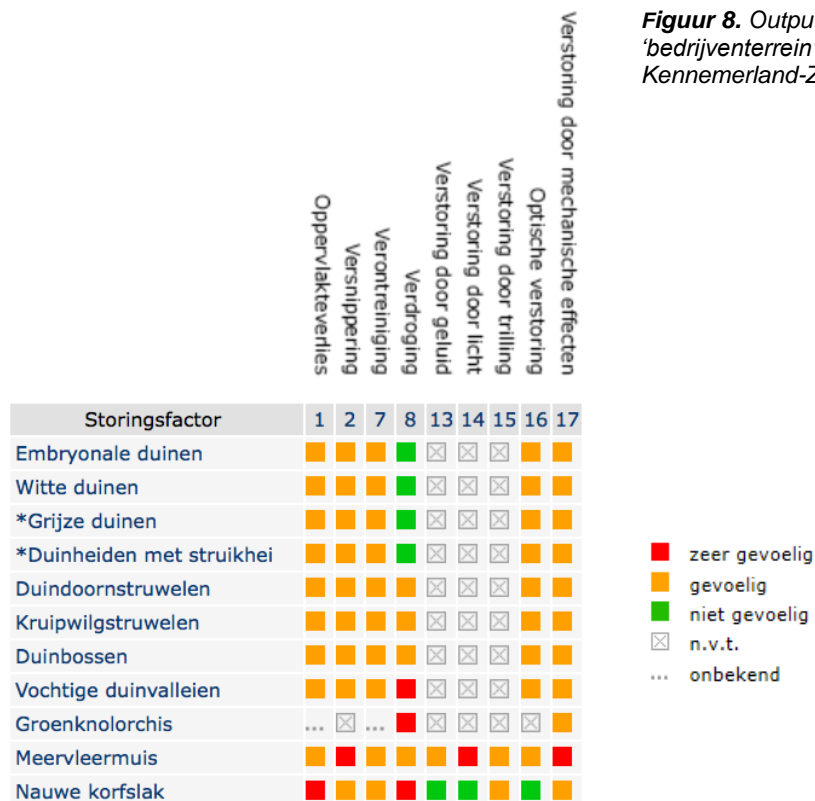 Figuur 8. Outpu
'bedrijventerrein'
Kennemerland-Z
Oppervlakteverlies
Versnippering
Verontreiniging
Verdroging
Verstoring door geluid
Verstoring door licht
Verstoring door trilling
Optische verstoring
Verstoring door mechanische effecten
Storingsfactor 1 2 7 8 13 14 15 16 17
Embryonale duinen
Witte duinen
*Grijze duinen
*Duinheiden met struikhei
Duindoornstruwelen
Kruipwilgstruwelen
Duinbossen
Vochtige duinvalleien
Groenknolorchis ... ...
Meervleermuis
Nauwe korfslak
zeer gevoelig
gevoelig
niet gevoelig
n.v.t.
... onbekend